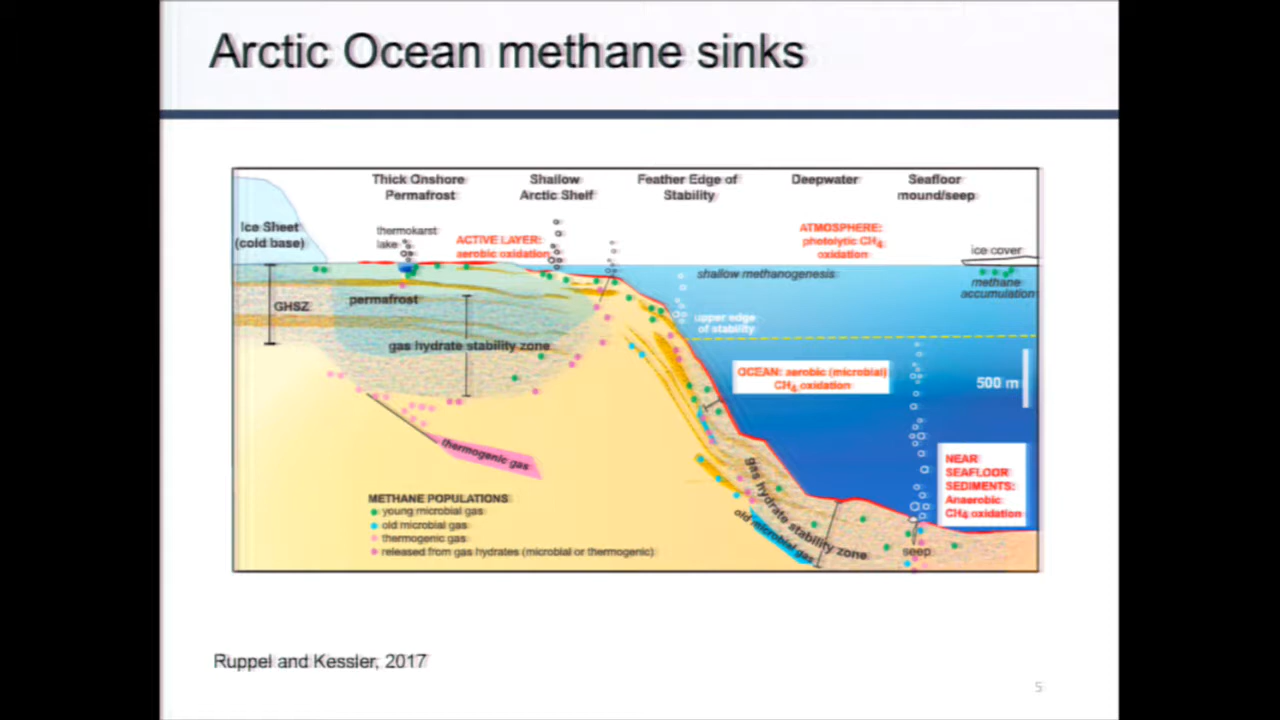 Arctic Ocean methane sinks
Thick Onshore
Permafrost
Shallow
Arctic Shelf
Feather Edge of
Stability
Deepwater
Seafloor
mound/seep
Ice Sheet
(cold base)
thermokarst
lake
ACTIVE LAYER:
aerobic oxidation
ATMOSPHERE:
photolytic CH₄
oxidation
ice cover
shallow methanogenesis
methane
accumulation
GHSZ
permafrost
upper edge
of stability
gas hydrate stability zone
OCEAN: aerobic (microbial)
CH₄ oxidation
500 m
thermogenic gas
NEAR
SEAFLOOR
SEDIMENTS:
Anaerobic
CH₄ oxidation
gas hydrate stability zone
old microbial gas
seep
METHANE POPULATIONS
young microbial gas
old microbial gas
thermogenic gas
released from gas hydrates (microbial or thermogenic)
Ruppel and Kessler, 2017
5